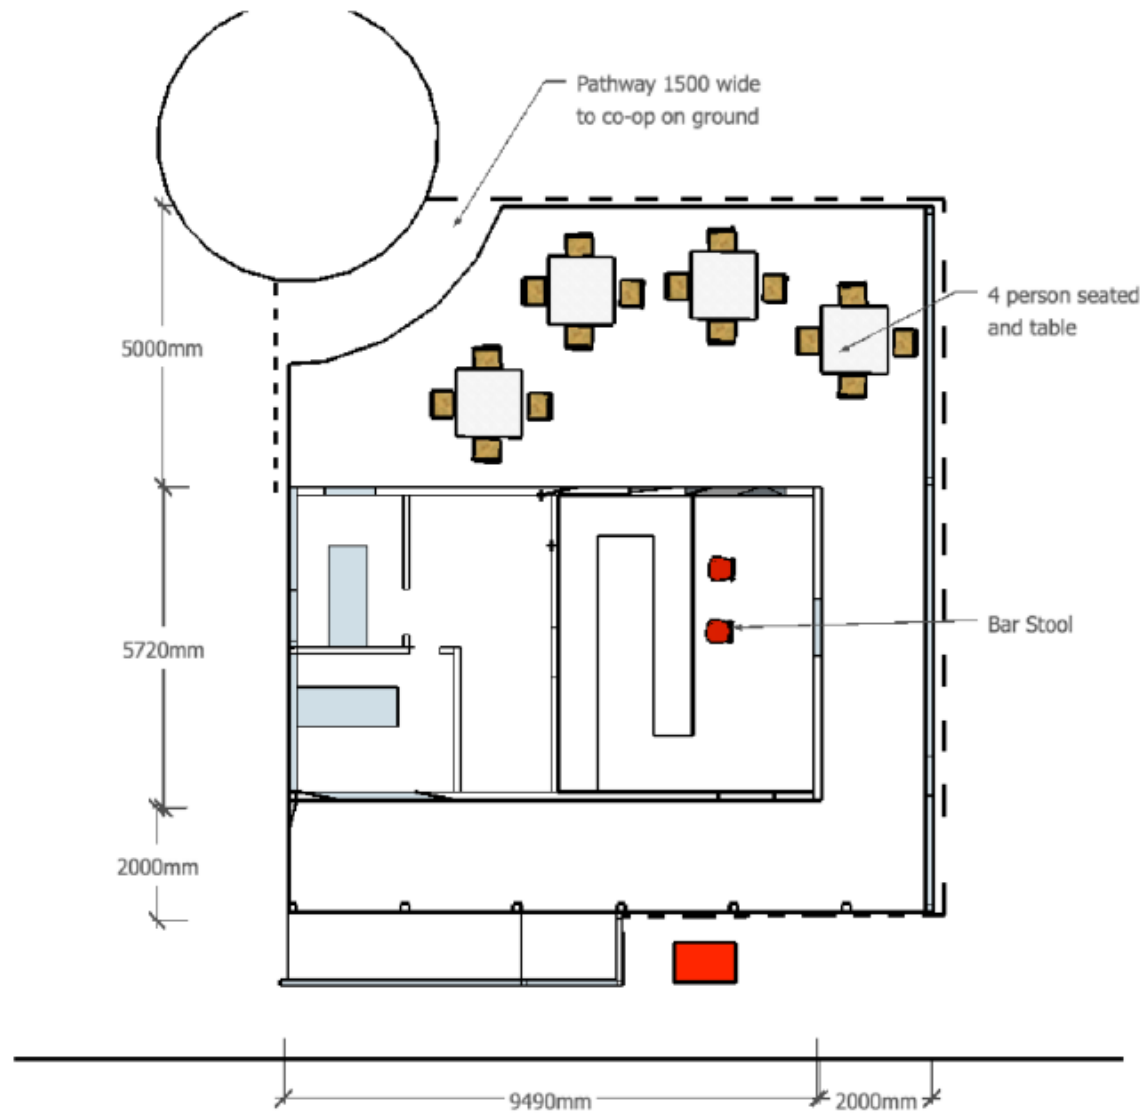 Pathway 1500 wide
to co-op on ground
4 person seated
and table
5000mm
Bar Stool
5720mm
2000mm
9490mm
2000mm